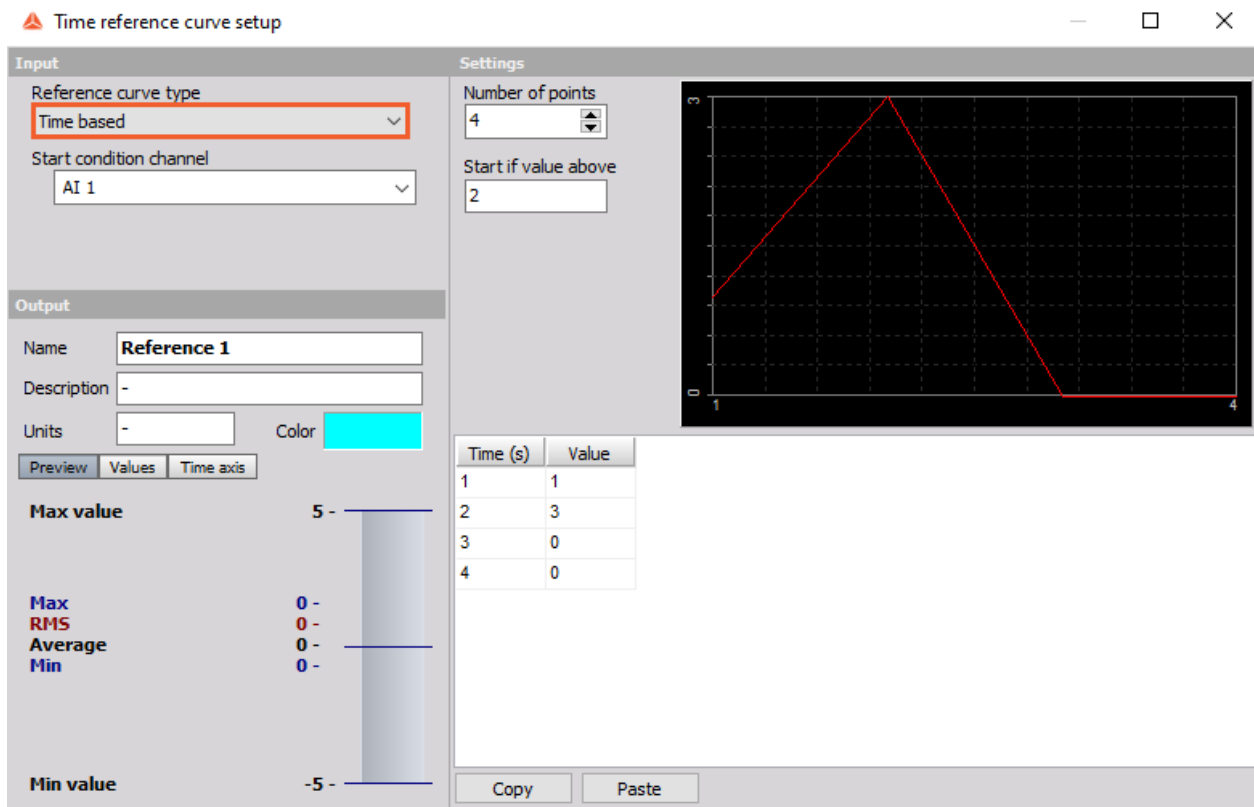 Time reference curve setup
Input
Reference curve type
Time based
Start condition channel
AI 1
Settings
Number of points
4
Start if value above
2
3
0
1
4
Output
Name Reference 1
Description -
Units - Color
Preview Values Time axis
Max value 5 -
Max 0 -
RMS 0 -
Average 0 -
Min 0 -
Min value -5 -
Time (s) Value
1 1
2 3
3 0
4 0
Copy Paste